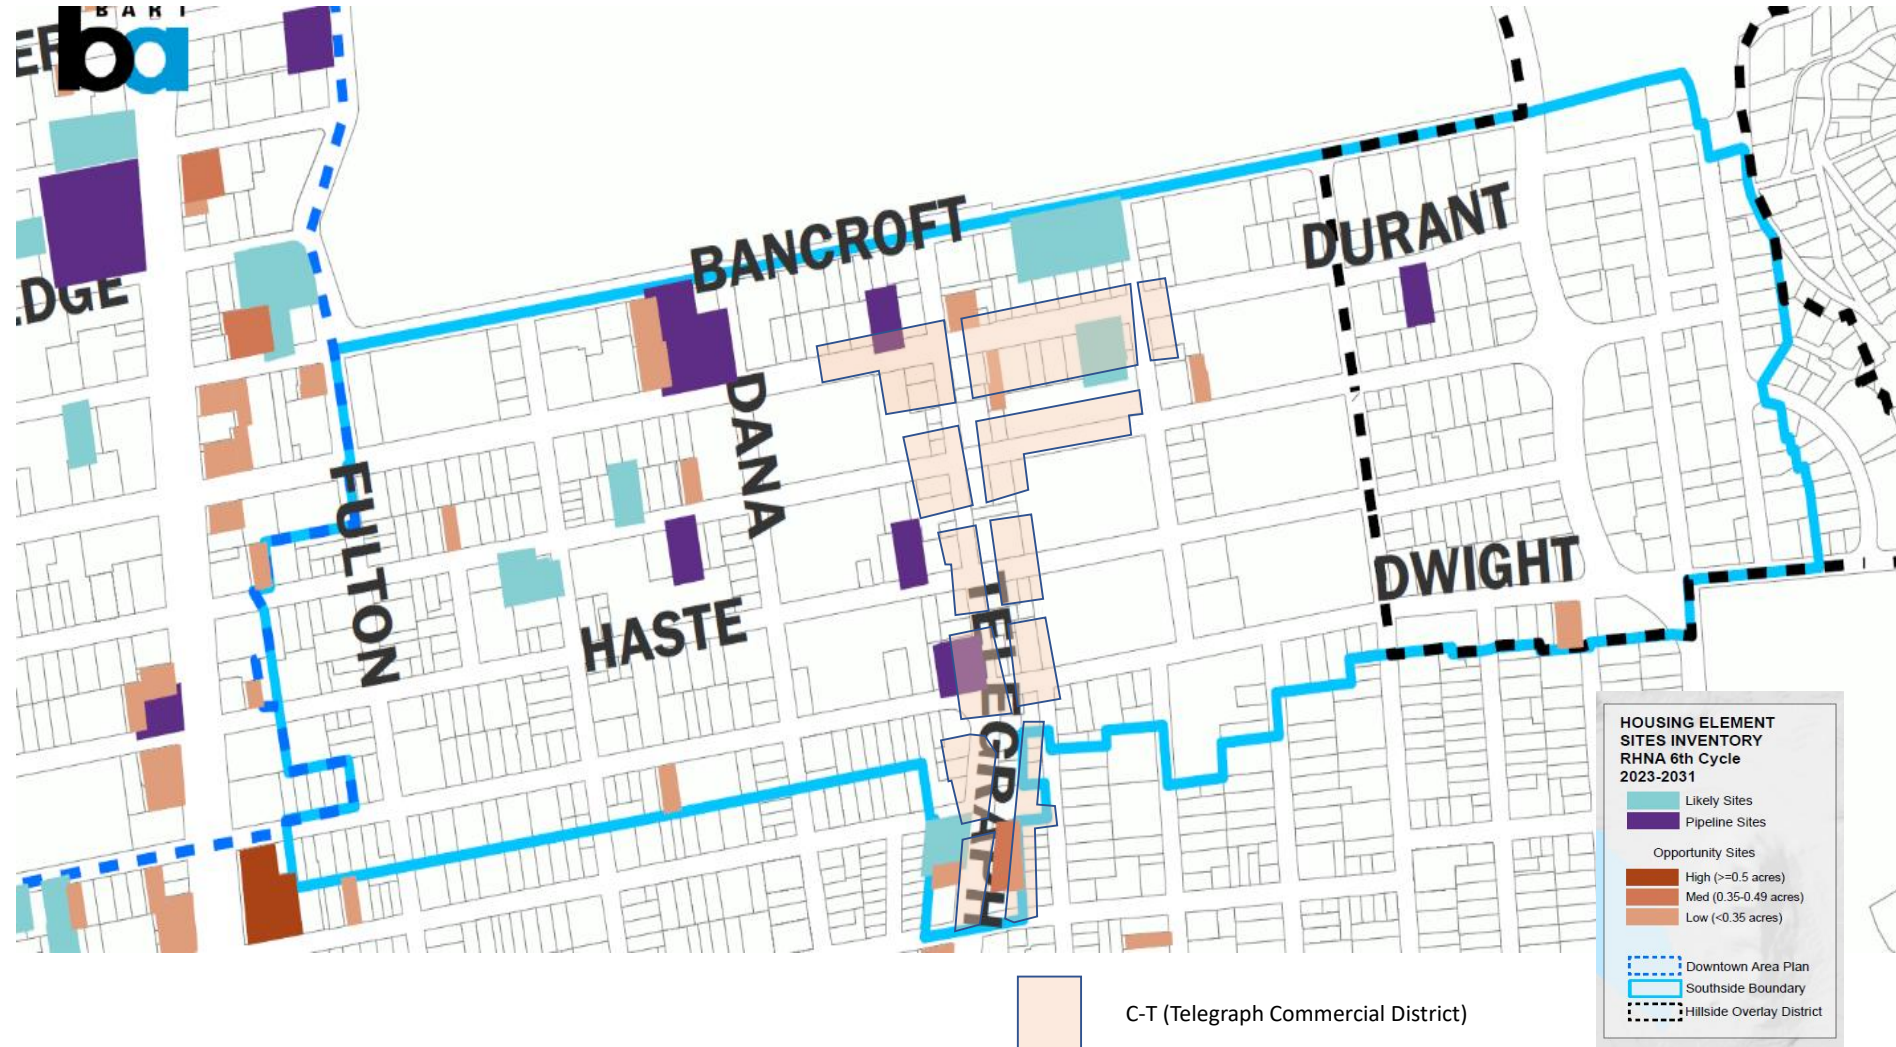 BART
ba
BANCROFT
DURANT
DANA
FULTON
HASTE
DWIGHT
TELEGRAPH
HOUSING ELEMENT
SITES INVENTORY
RHNA 6th Cycle
2023-2031
Likely Sites
Pipeline Sites
Opportunity Sites
High (>=0.5 acres)
Med (0.35-0.49 acres)
Low (<0.35 acres)
Downtown Area Plan
Southside Boundary
Hillside Overlay District
C-T (Telegraph Commercial District)